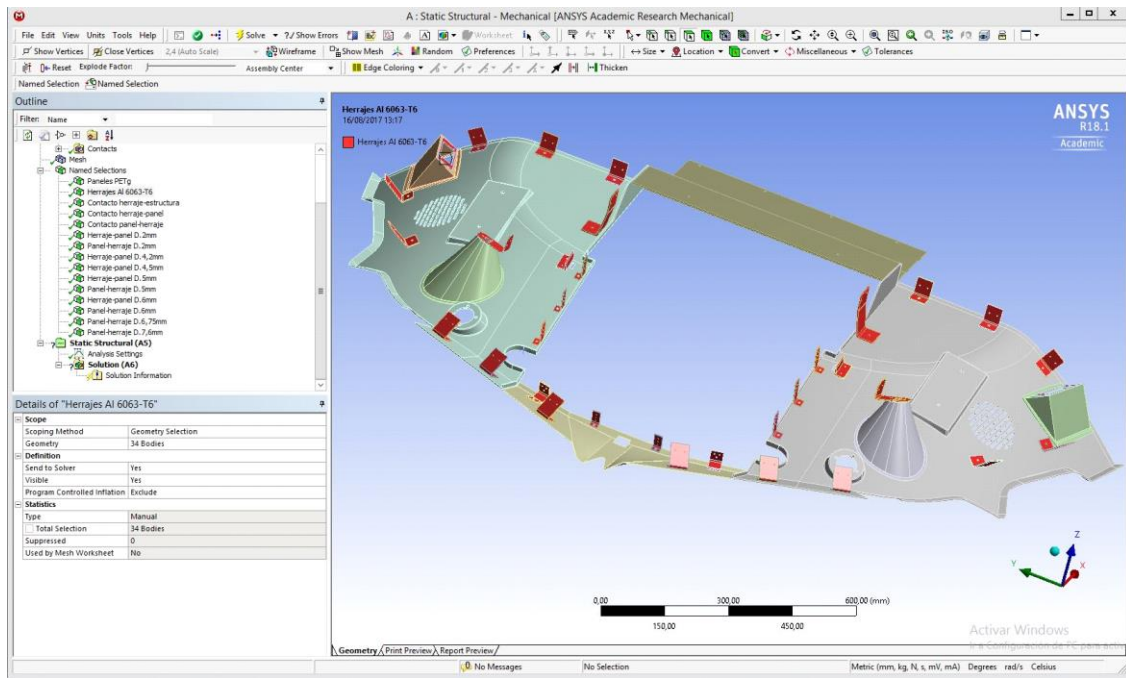 A : Static Structural - Mechanical [ANSYS Academic Research Mechanical]
File Edit View Units Tools Help Solve ?/ Show Errors Worksheet
Show Vertices Close Vertices 2,4 (Auto Scale) Wireframe Show Mesh Random Preferences Size Location Convert Miscellaneous Tolerances
Reset Explode Factor: Assembly Center Edge Coloring Thicken
Named Selection Named Selection
Outline
Filter: Name
Contacts
Mesh
Named Selections
Paneles PETg
Herrajes Al 6063-T6
Contacto herraje-estructura
Contacto herraje-panel
Contacto panel-herraje
Herraje-panel D.2mm
Panel-herraje D.2mm
Herraje-panel D.4,2mm
Panel-herraje D.4,5mm
Herraje-panel D.5mm
Panel-herraje D.5mm
Herraje-panel D.6mm
Panel-herraje D.6mm
Panel-herraje D.6,75mm
Panel-herraje D.7,6mm
Static Structural (A5)
Analysis Settings
Solution (A6)
Solution Information
Details of "Herrajes Al 6063-T6"
Scope
Scoping Method Geometry Selection
Geometry 34 Bodies
Definition
Send to Solver Yes
Visible Yes
Program Controlled Inflation Exclude
Statistics
Type Manual
Total Selection 34 Bodies
Suppressed 0
Used by Mesh Worksheet No
Herrajes Al 6063-T6
16/08/2017 13:17
Herrajes Al 6063-T6
ANSYS
R18.1
Academic
Z
Y
X
0,00 300,00 600,00 (mm)
150,00 450,00
Activar Windows
Ir a Configuración de PC para activ
Geometry Print Preview Report Preview
No Messages No Selection Metric (mm, kg, N, s, mV, mA) Degrees rad/s Celsius